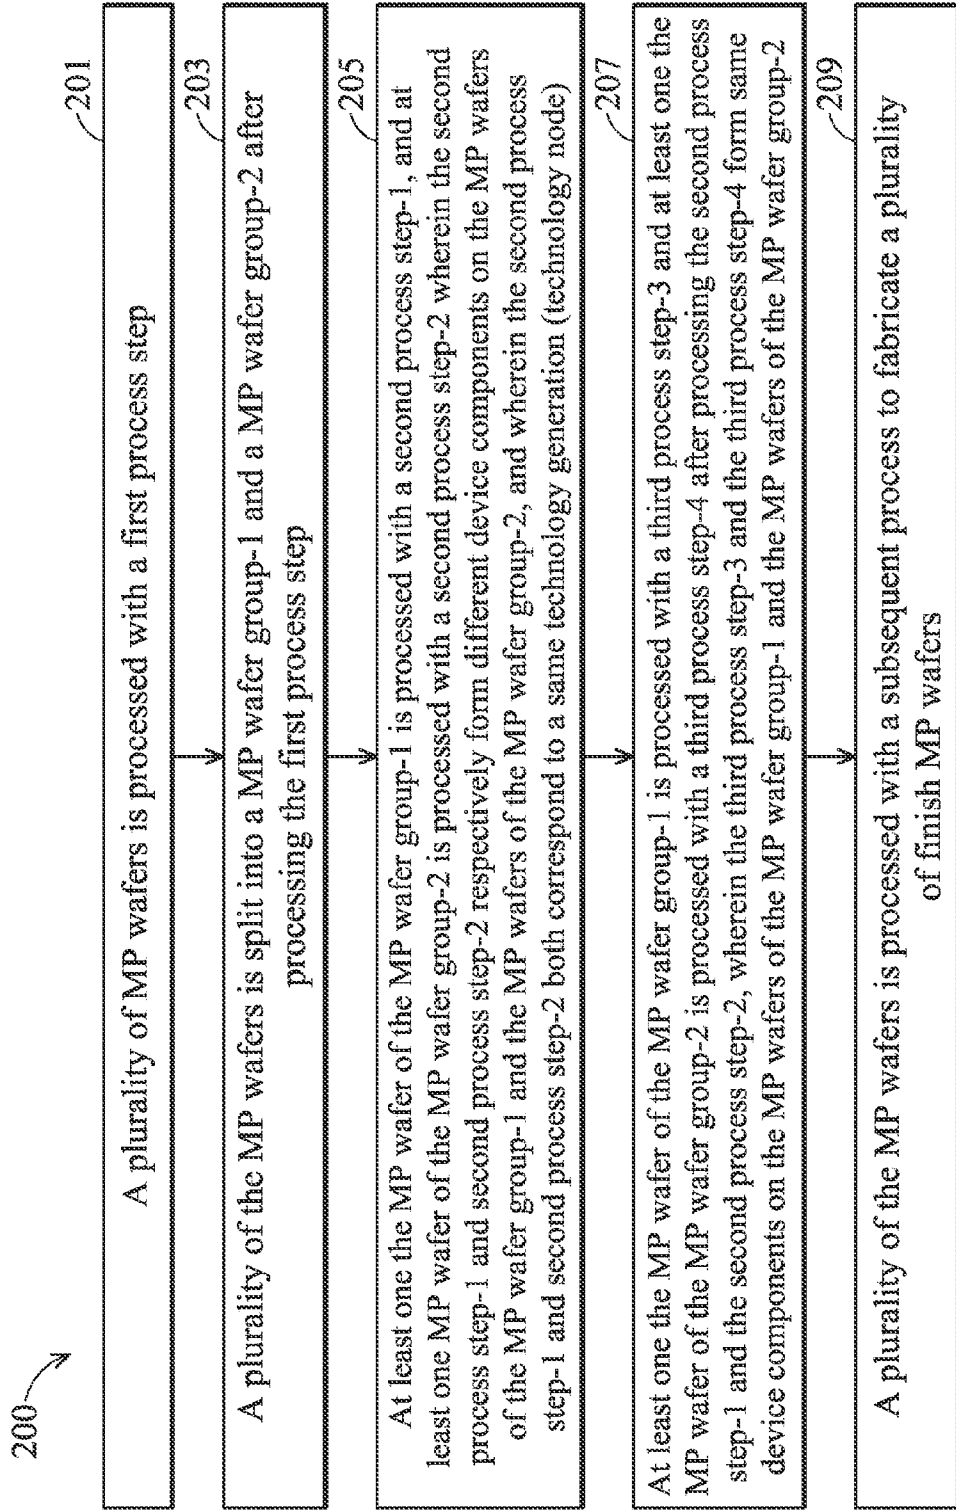 200
201
A plurality of MP wafers is processed with a first process step
203
A plurality of the MP wafers is split into a MP wafer group-1 and a MP wafer group-2 after
processing the first process step
205
At least one the MP wafer of the MP wafer group-1 is processed with a second process step-1, and at
least one MP wafer of the MP wafer group-2 is processed with a second process step-2 wherein the second
process step-1 and second process step-2 respectively form different device components on the MP wafers
of the MP wafer group-1 and the MP wafers of the MP wafer group-2, and wherein the second process
step-1 and second process step-2 both correspond to a same technology generation (technology node)
207
At least one the MP wafer of the MP wafer group-1 is processed with a third process step-3 and at least one the
MP wafer of the MP wafer group-2 is processed with a third process step-4 after processing the second process
step-1 and the second process step-2, wherein the third process step-3 and the third process step-4 form same
device components on the MP wafers of the MP wafer group-1 and the MP wafers of the MP wafer group-2
209
A plurality of the MP wafers is processed with a subsequent process to fabricate a plurality
of finish MP wafers